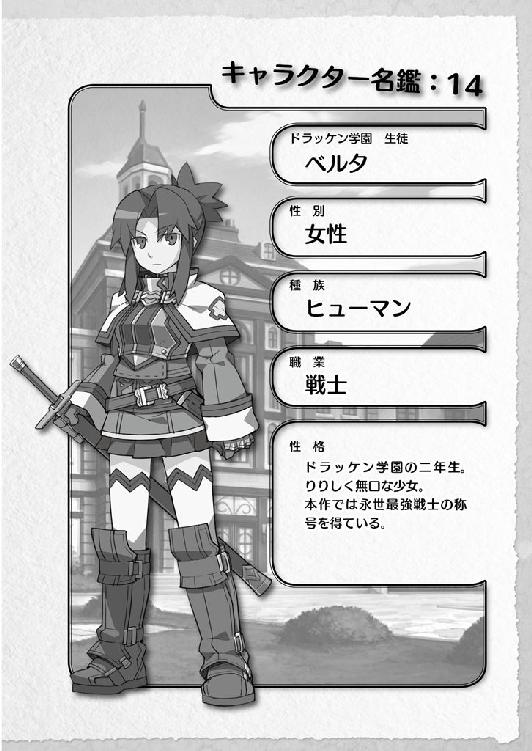 キャラクター名鑑：14
ドラッケン学園　生徒
ベルタ
性　別
女性
種　族
ヒューマン
職　業
戦士
性　格
ドラッケン学園の二年生。
りりしく無口な少女。
本作では永世最強戦士の称
号を得ている。